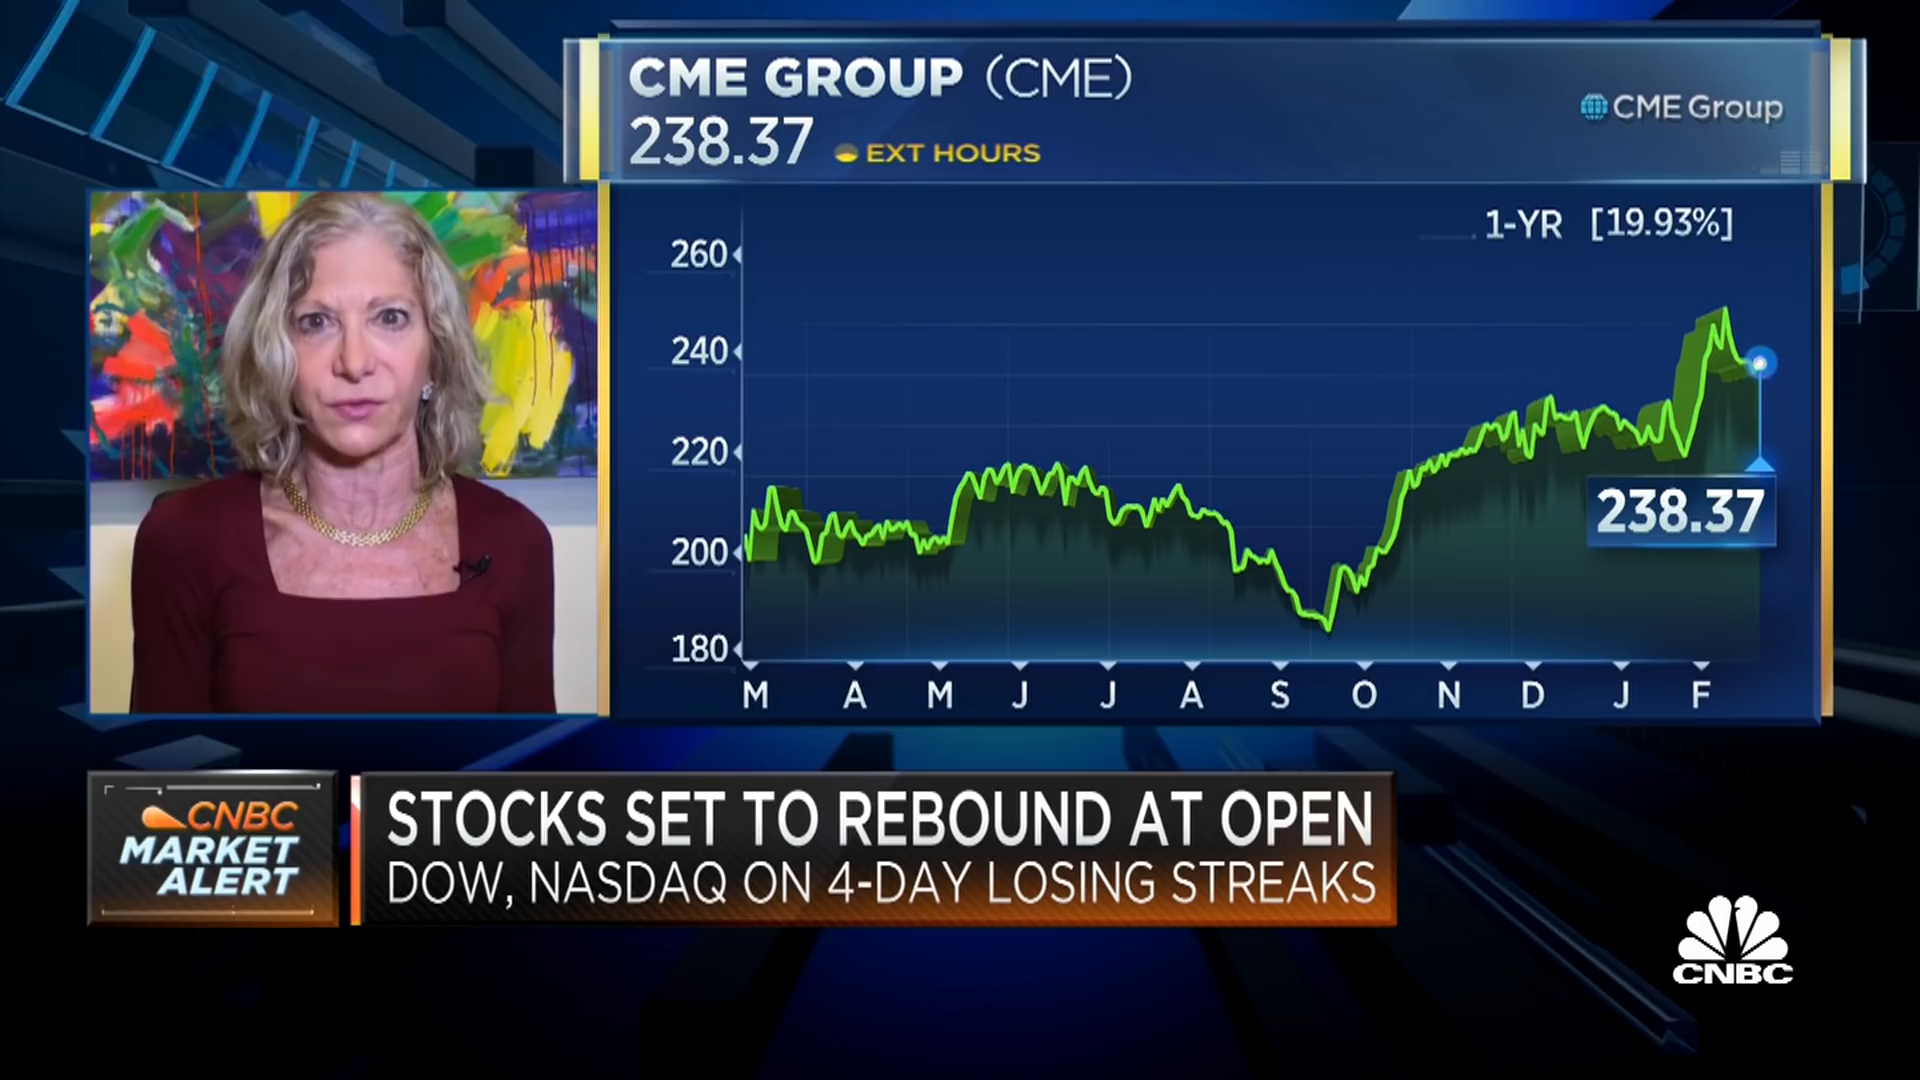 CME GROUP (CME)
238.37 EXT HOURS
CME Group
1-YR [19.93%]
260
240
220
200
180
238.37
M A M J J A S O N D J F
CNBC
MARKET
ALERT
STOCKS SET TO REBOUND AT OPEN
DOW, NASDAQ ON 4-DAY LOSING STREAKS
CNBC